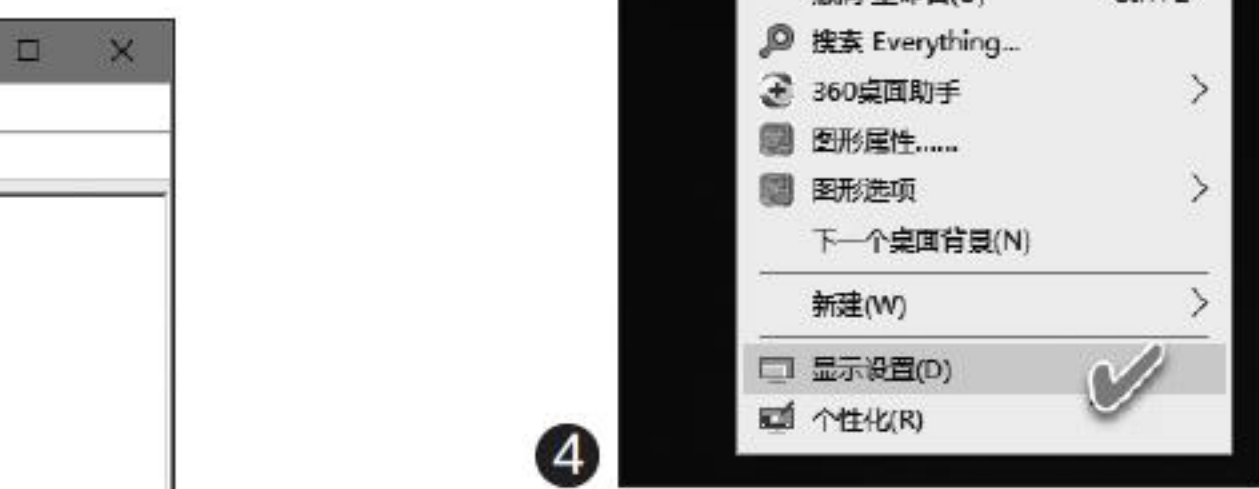 搜索 Everything...
360桌面助手
图形属性......
图形选项
下一个桌面背景(N)
新建(W)
显示设置(D)
个性化(R)
4